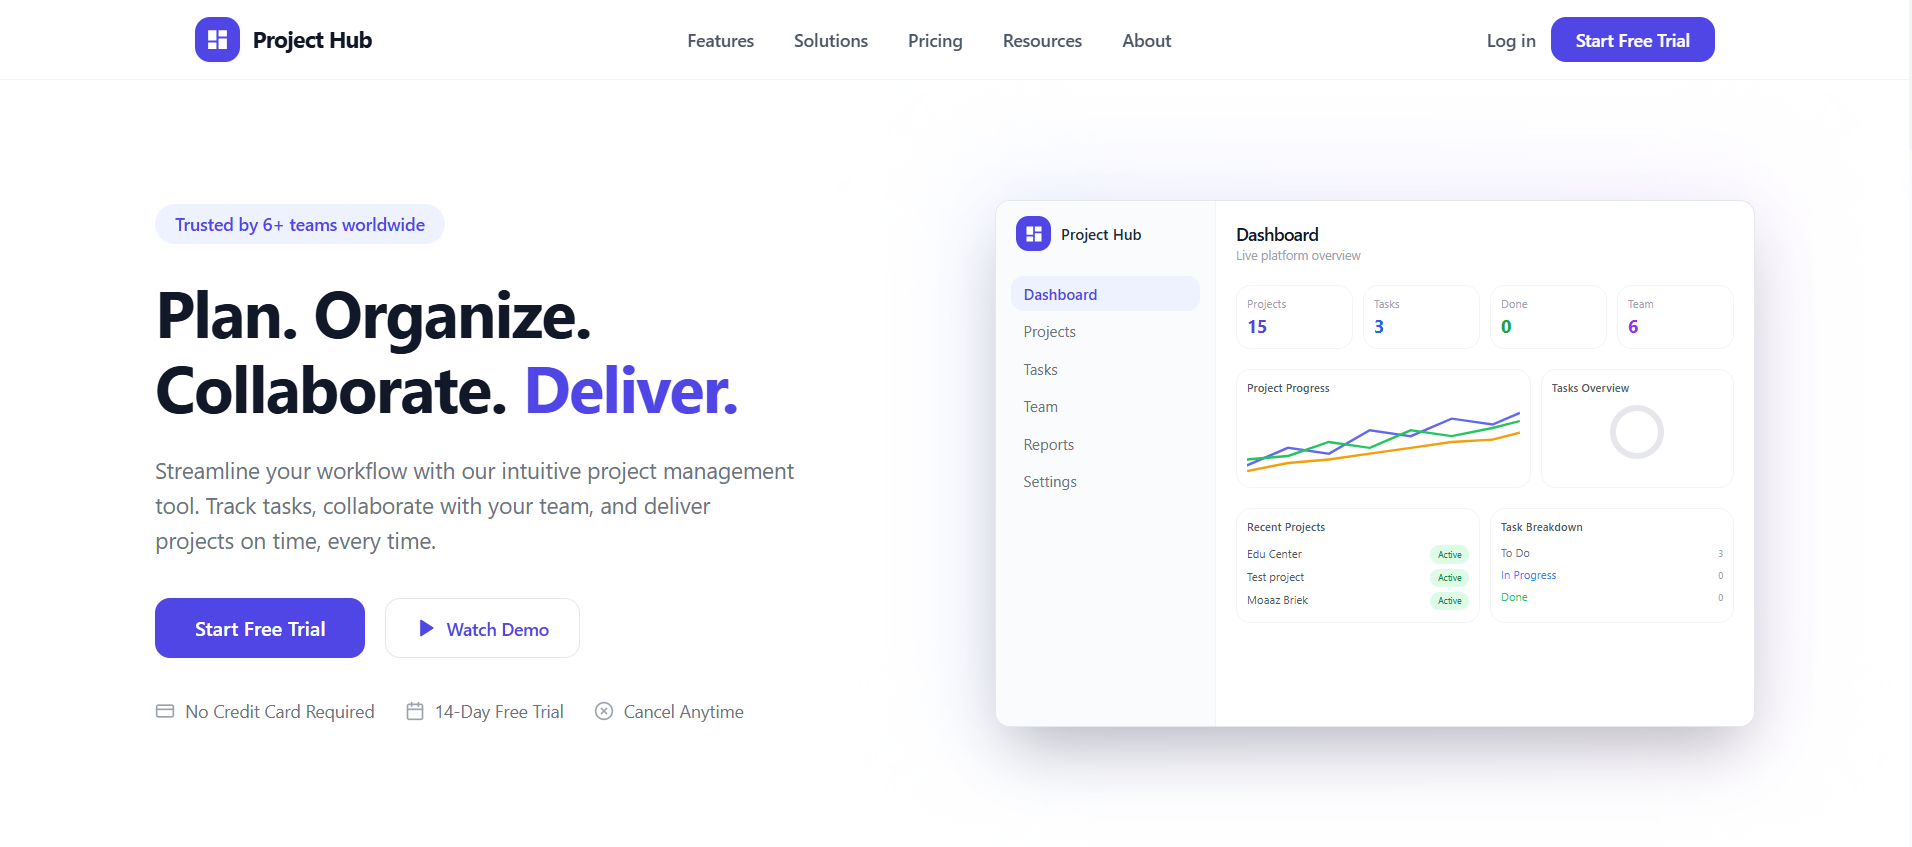 Project Hub
Features
Solutions
Pricing
Resources
About
Log in
Start Free Trial
Trusted by 6+ teams worldwide
Plan. Organize.
Collaborate. Deliver.
Streamline your workflow with our intuitive project management
tool. Track tasks, collaborate with your team, and deliver
projects on time, every time.
Start Free Trial
Watch Demo
No Credit Card Required
14-Day Free Trial
Cancel Anytime
Project Hub
Dashboard
Projects
Tasks
Team
Reports
Settings
Dashboard
Live platform overview
Projects
15
Tasks
3
Done
0
Team
6
Project Progress
Tasks Overview
Recent Projects
Edu Center Active
Test project Active
Moaaz Briek Active
Task Breakdown
To Do 3
In Progress 0
Done 0